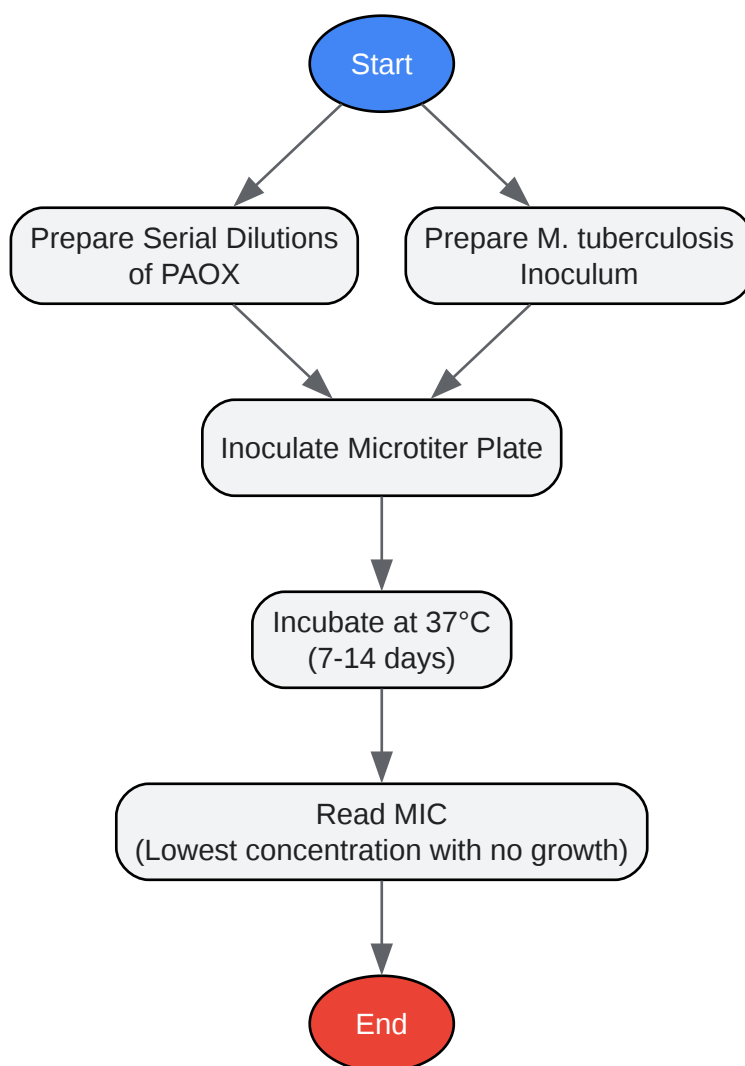 Start
Prepare Serial Dilutions
of PAOX
Prepare M. tuberculosis
Inoculum
Inoculate Microtiter Plate
Incubate at 37°C
(7-14 days)
Read MIC
(Lowest concentration with no growth)
End